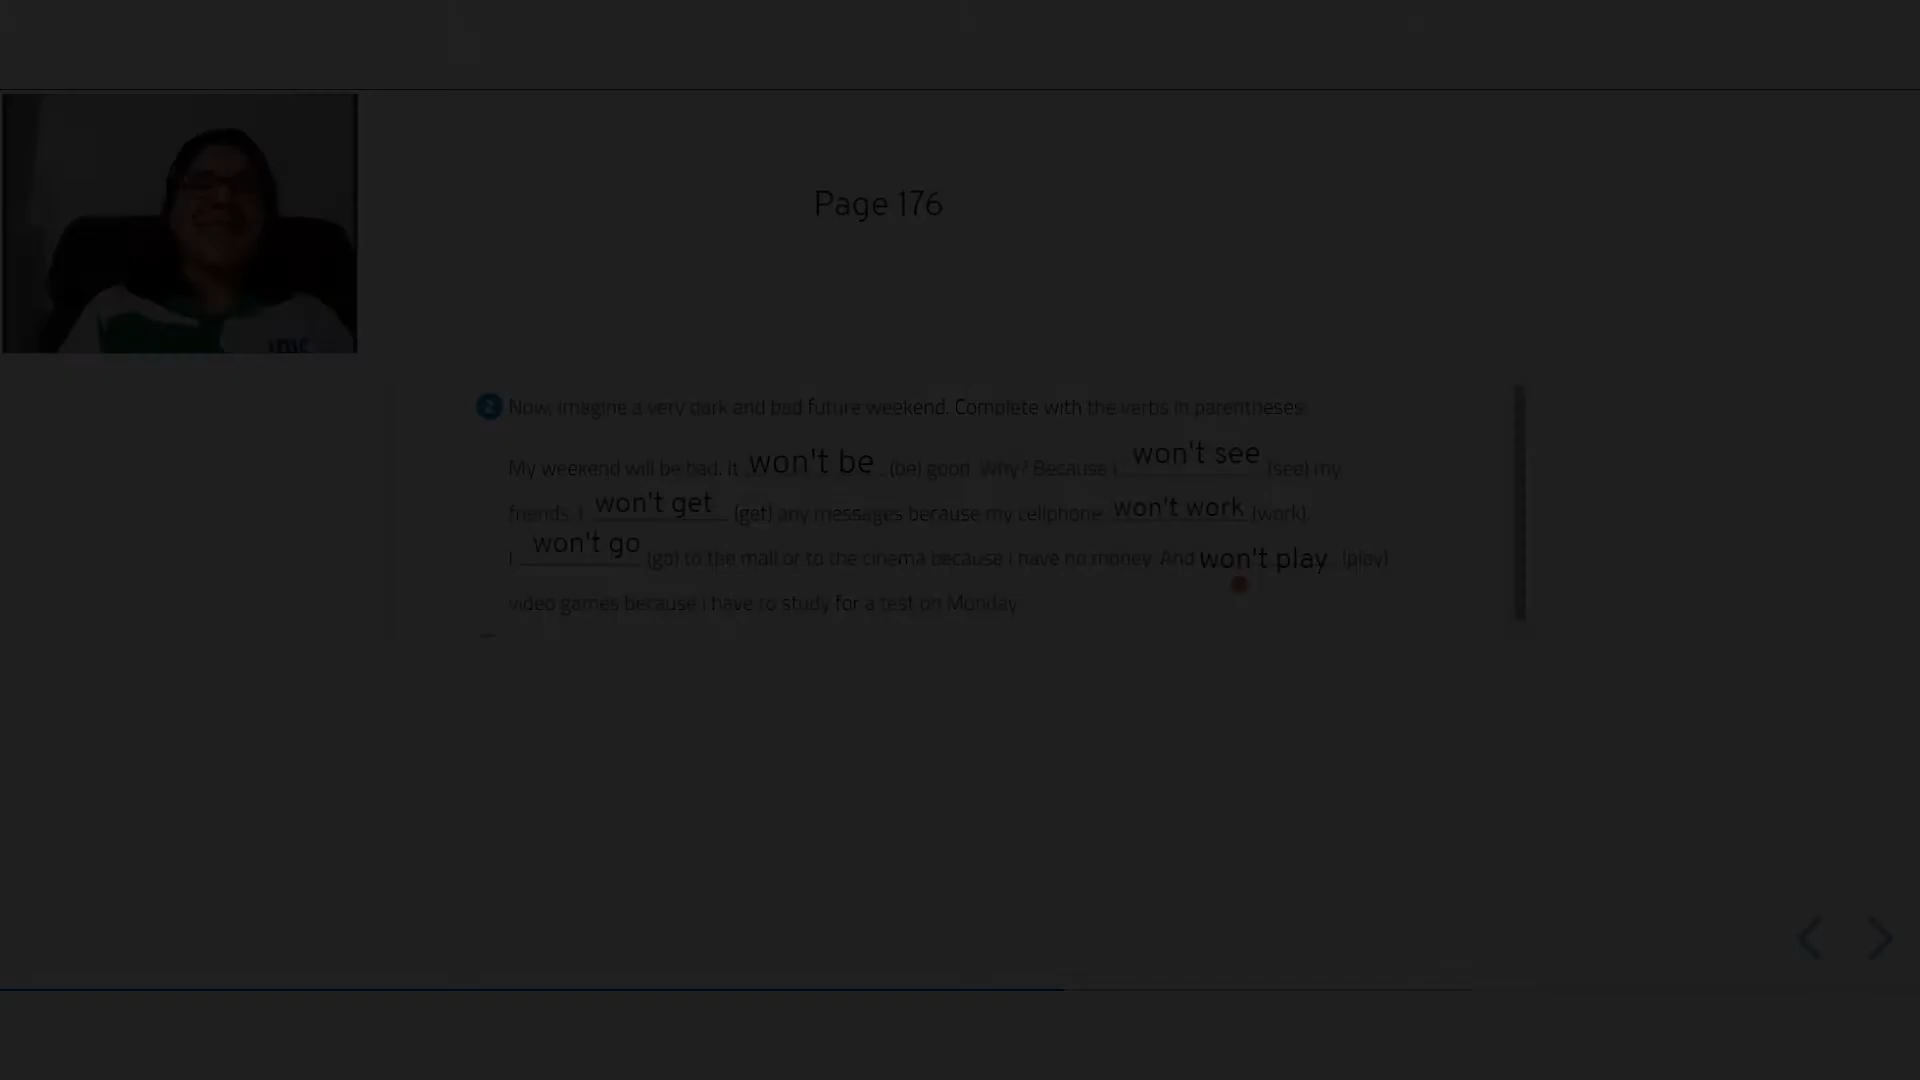 Page 176
2 Now, imagine a very dark and bad future weekend. Complete with the verbs in parentheses.
My weekend will be bad. It won't be (be) good. Why? Because I won't see (see) my
friends. I won't get (get) any messages because my cellphone won't work (work).
I won't go (go) to the mall or to the cinema because I have no money. And won't play (play)
video games because I have to study for a test on Monday.